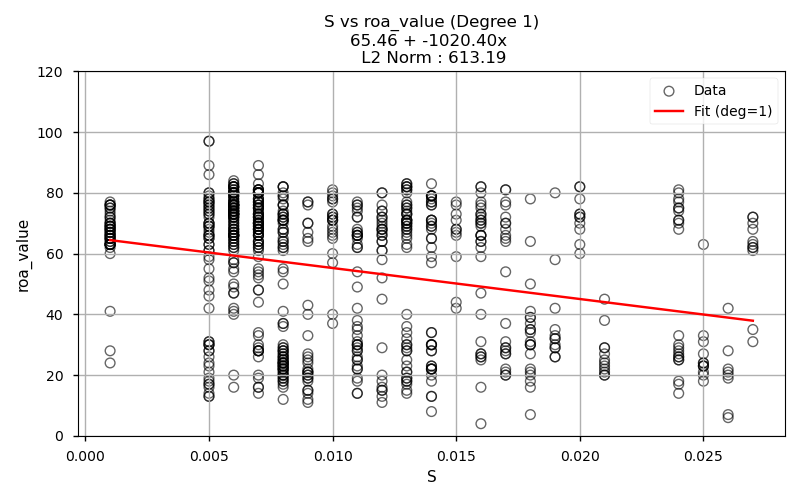 S vs roa_value (Degree 1)
65.46 + -1020.40x
L2 Norm : 613.19
Data
Fit (deg=1)
120
100
80
60
40
20
0
roa_value
0.000
0.005
0.010
0.015
0.020
0.025
S